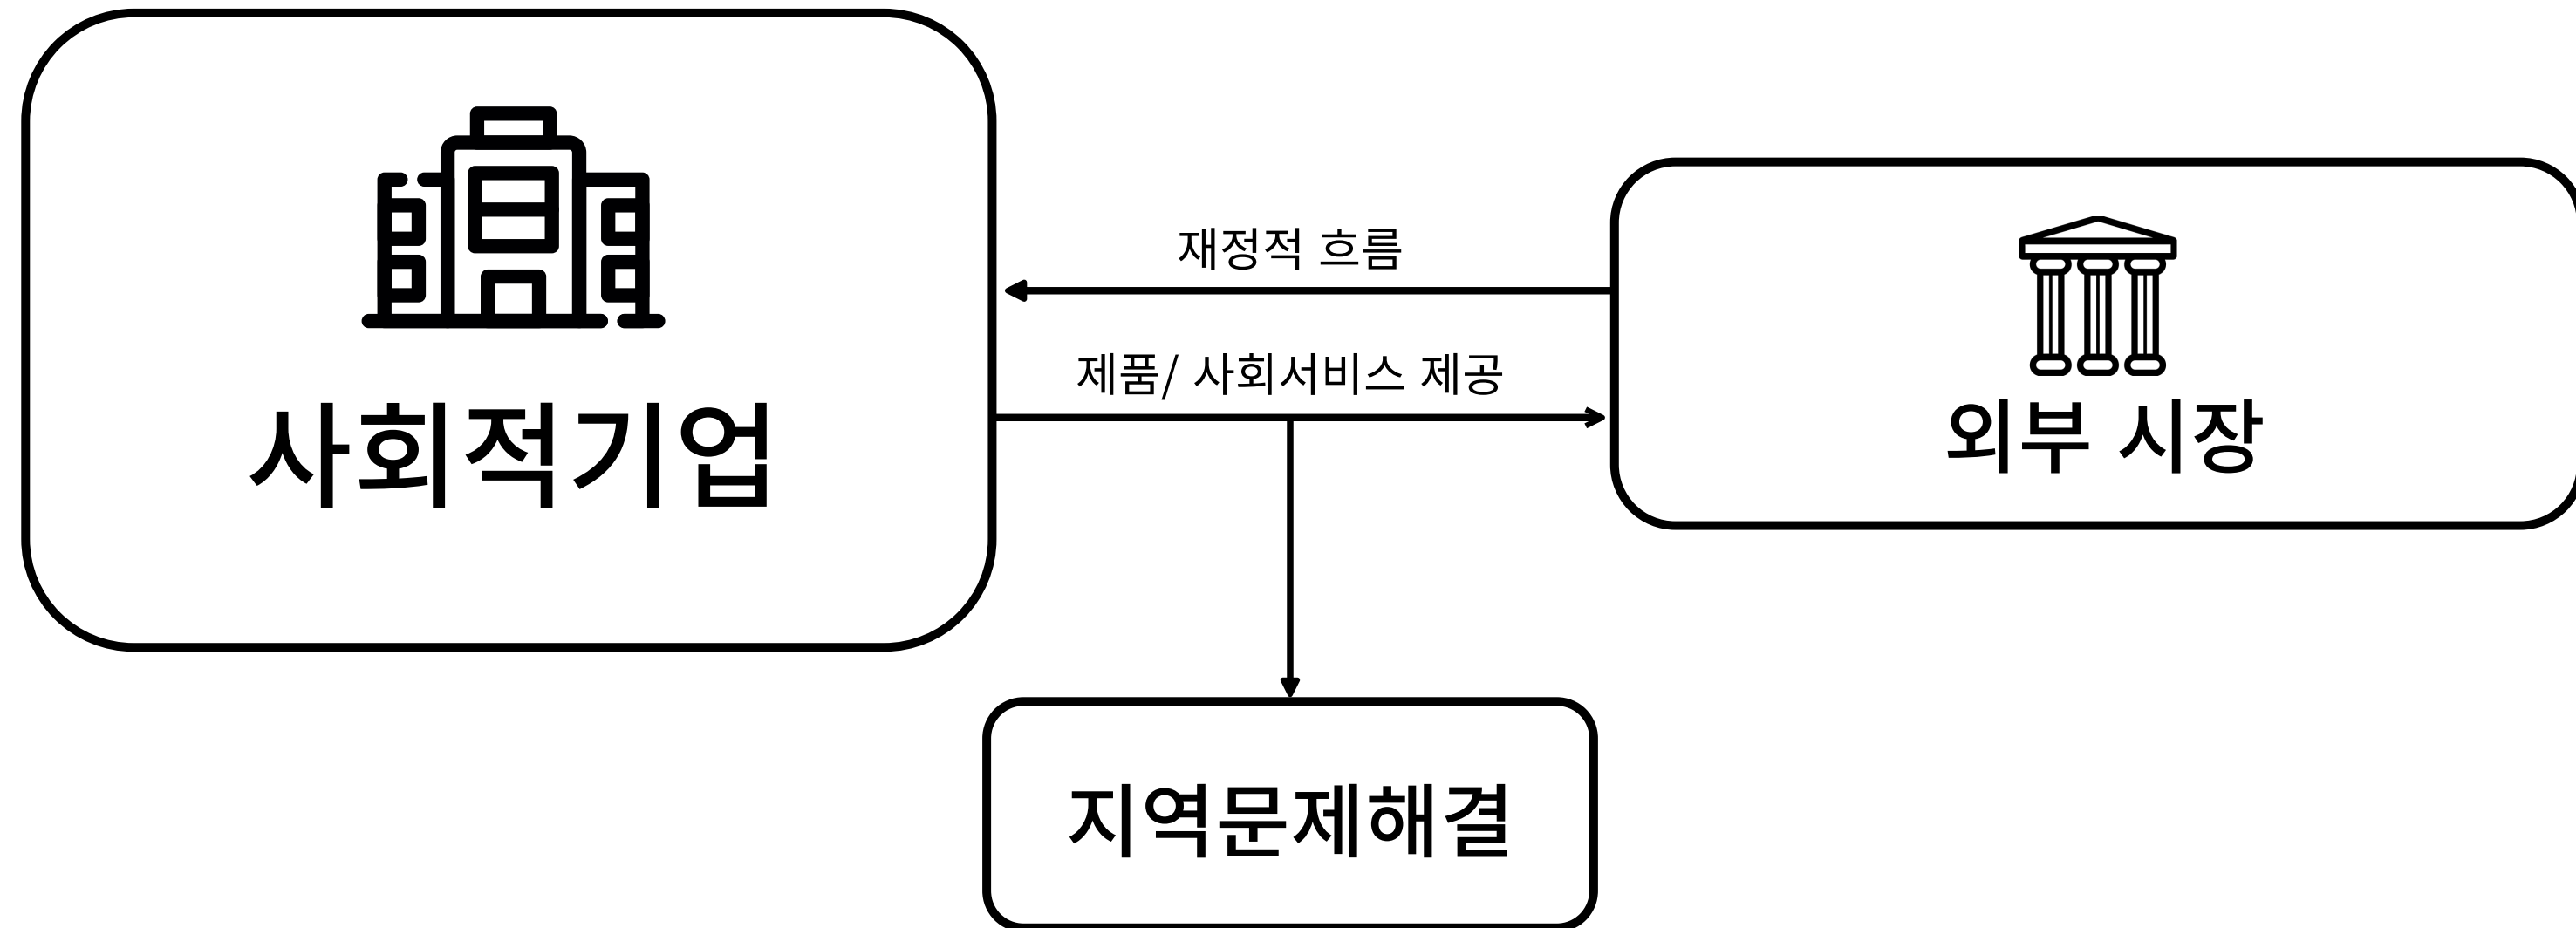 재정적 흐름
제품/ 사회서비스 제공
사회적기업
외부 시장
지역문제해결